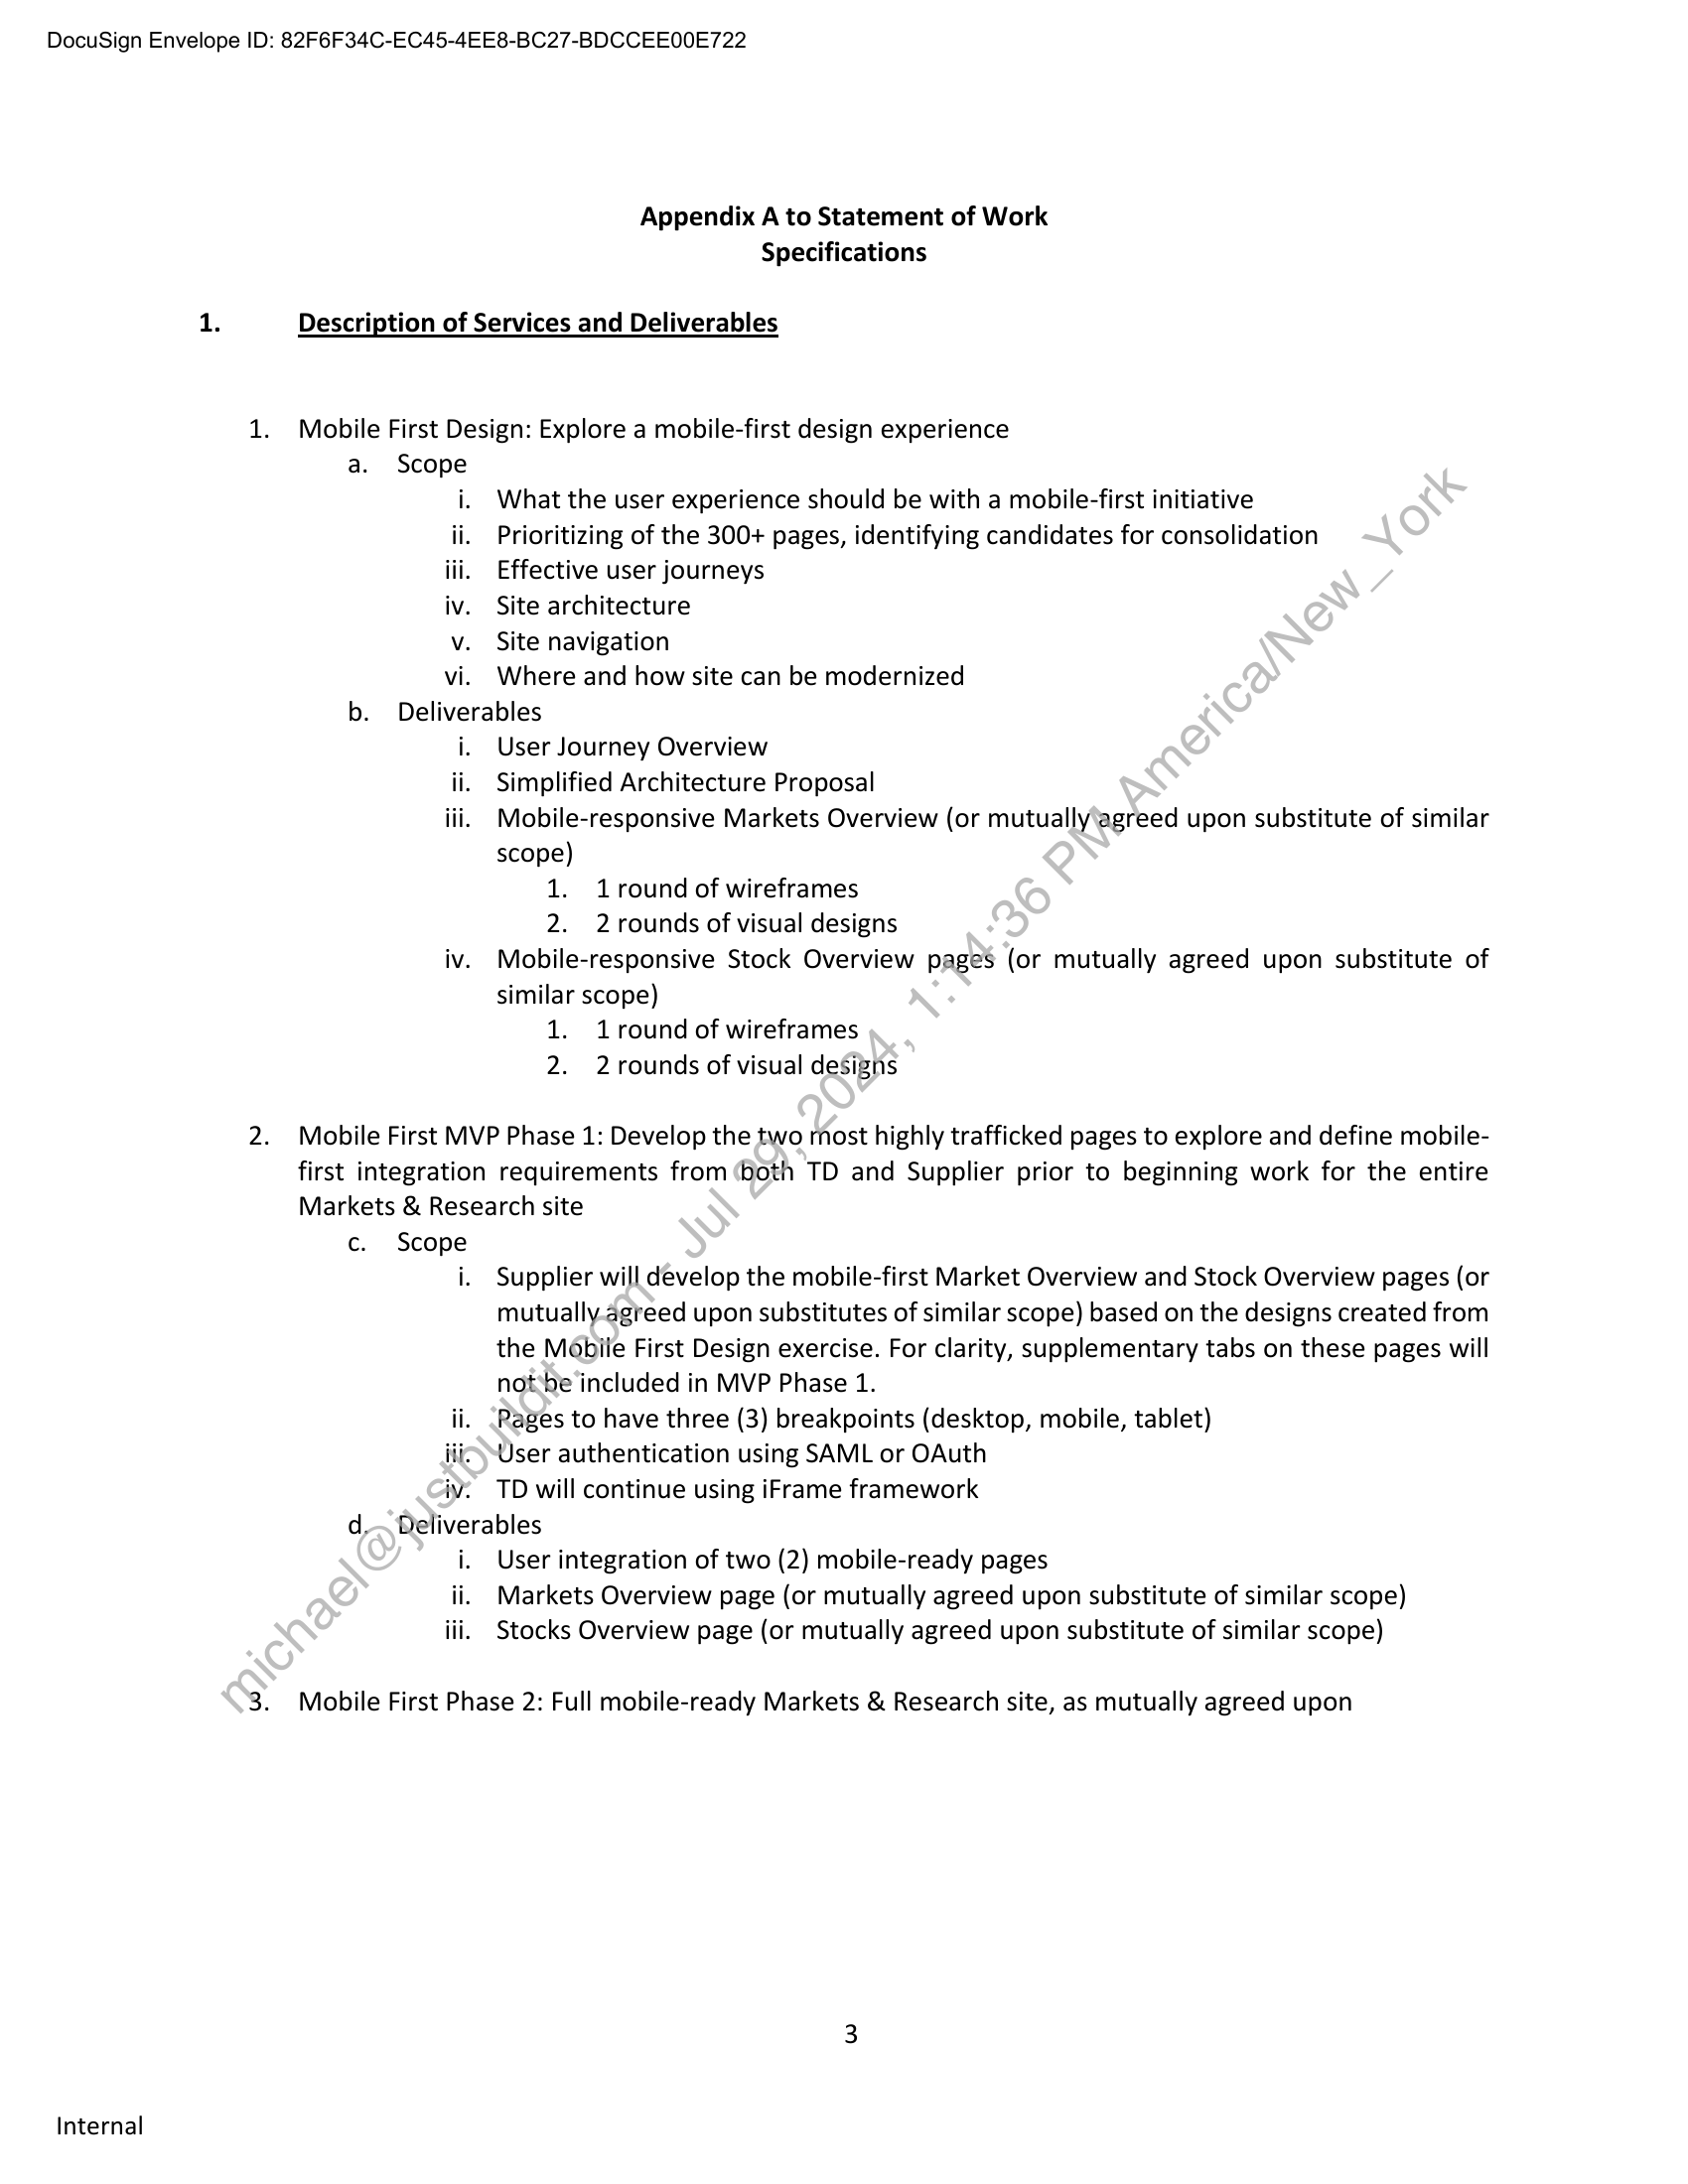 DocuSign Envelope ID: 82F6F34C-EC45-4EE8-BC27-BDCCEE00E722
Appendix A to Statement of Work
Specifications
1. Description of Services and Deliverables
1. Mobile First Design: Explore a mobile-first design experience
a. Scope
i. What the user experience should be with a mobile-first initiative
ii. Prioritizing of the 300+ pages, identifying candidates for consolidation
iii. Effective user journeys
iv. Site architecture
v. Site navigation
vi. Where and how site can be modernized
b. Deliverables
i. User Journey Overview
ii. Simplified Architecture Proposal
iii. Mobile-responsive Markets Overview (or mutually agreed upon substitute of similar
scope)
1. 1 round of wireframes
2. 2 rounds of visual designs
iv. Mobile-responsive Stock Overview pages (or mutually agreed upon substitute of
similar scope)
1. 1 round of wireframes
2. 2 rounds of visual designs
2. Mobile First MVP Phase 1: Develop the two most highly trafficked pages to explore and define mobile-
first integration requirements from both TD and Supplier prior to beginning work for the entire
Markets & Research site
c. Scope
i. Supplier will develop the mobile-first Market Overview and Stock Overview pages (or
mutually agreed upon substitutes of similar scope) based on the designs created from
the Mobile First Design exercise. For clarity, supplementary tabs on these pages will
not be included in MVP Phase 1.
ii. Pages to have three (3) breakpoints (desktop, mobile, tablet)
iii. User authentication using SAML or OAuth
iv. TD will continue using iFrame framework
d. Deliverables
i. User integration of two (2) mobile-ready pages
ii. Markets Overview page (or mutually agreed upon substitute of similar scope)
iii. Stocks Overview page (or mutually agreed upon substitute of similar scope)
3. Mobile First Phase 2: Full mobile-ready Markets & Research site, as mutually agreed upon
michael@justbuildit.com - Jul 29, 2024, 1:14:36 PM America/New_York
3
Internal